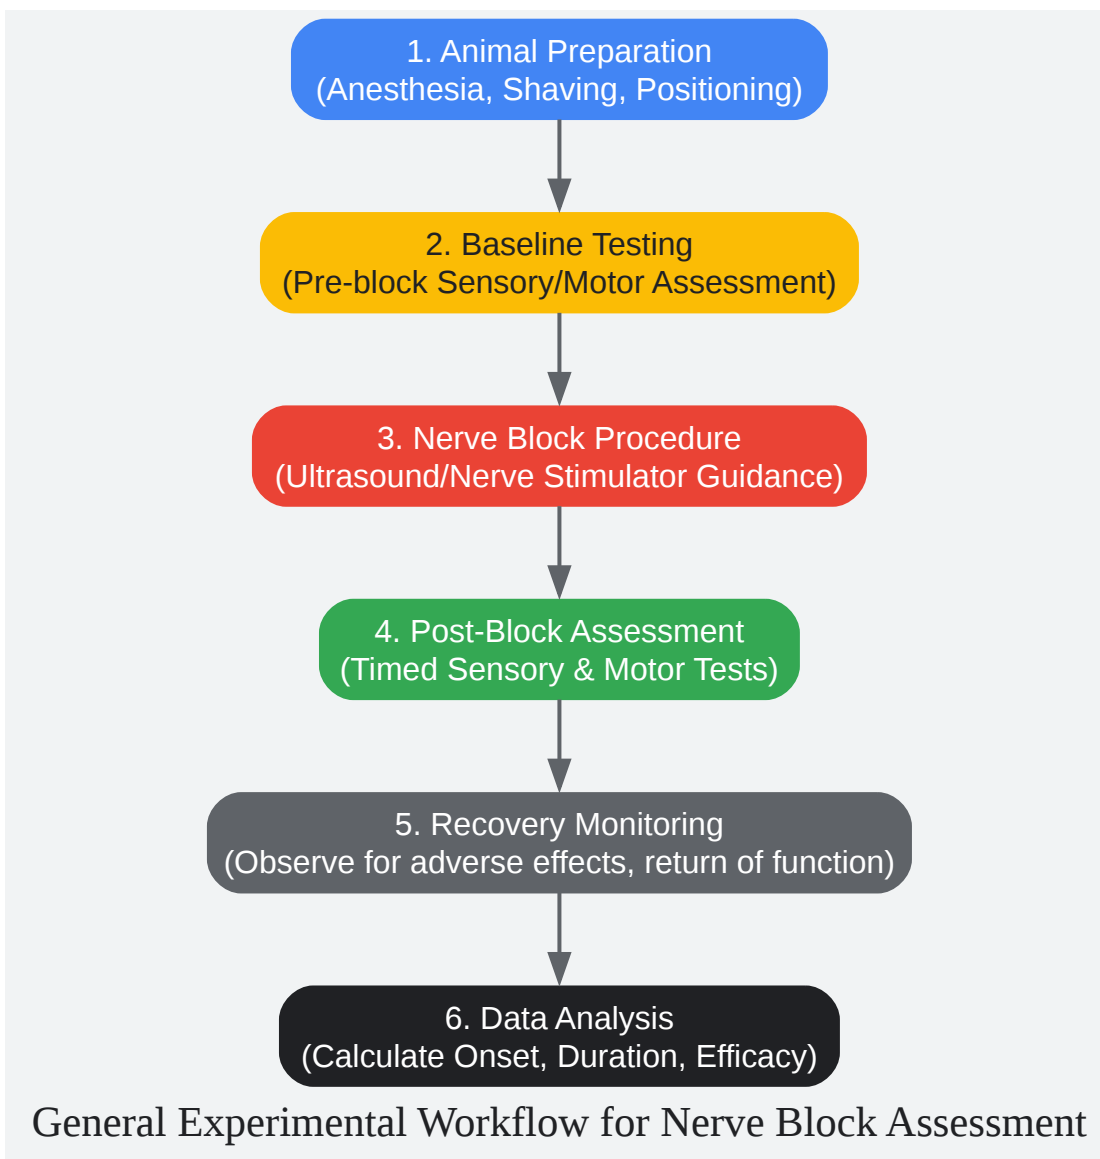 1. Animal Preparation
(Anesthesia, Shaving, Positioning)
2. Baseline Testing
(Pre-block Sensory/Motor Assessment)
3. Nerve Block Procedure
(Ultrasound/Nerve Stimulator Guidance)
4. Post-Block Assessment
(Timed Sensory & Motor Tests)
5. Recovery Monitoring
(Observe for adverse effects, return of function)
6. Data Analysis
(Calculate Onset, Duration, Efficacy)
General Experimental Workflow for Nerve Block Assessment